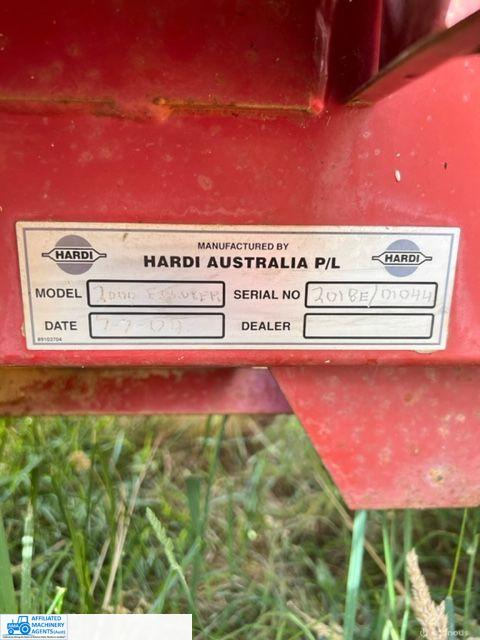 MANUFACTURED BY
HARDI HARDI AUSTRALIA P/L HARDI
MODEL 2000 SERIAL NO 2018E/01044
DATE 7-7-09 DEALER
89103704
AFFILIATED
MACHINERY
AGENTS (Aust)